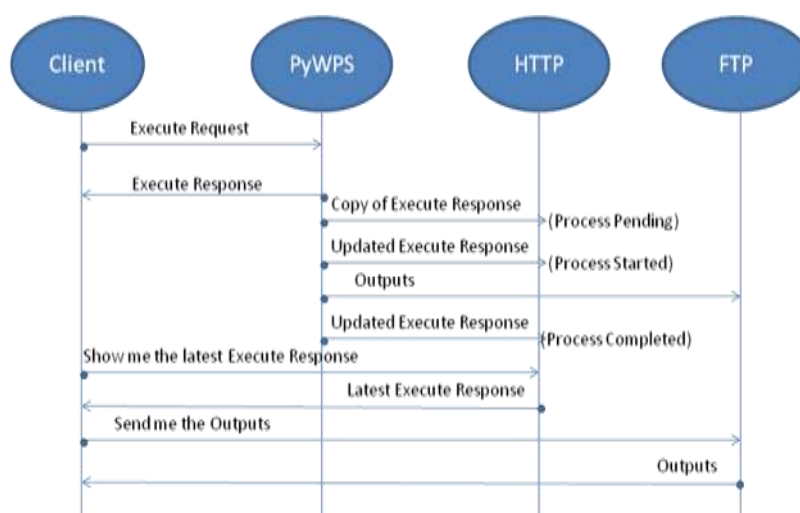 Client
PyWPS
HTTP
FTP
Execute Request
Execute Response
Copy of Execute Response
(Process Pending)
Updated Execute Response
(Process Started)
Outputs
Updated Execute Response
(Process Completed)
Show me the latest Execute Response
Latest Execute Response
Send me the Outputs
Outputs